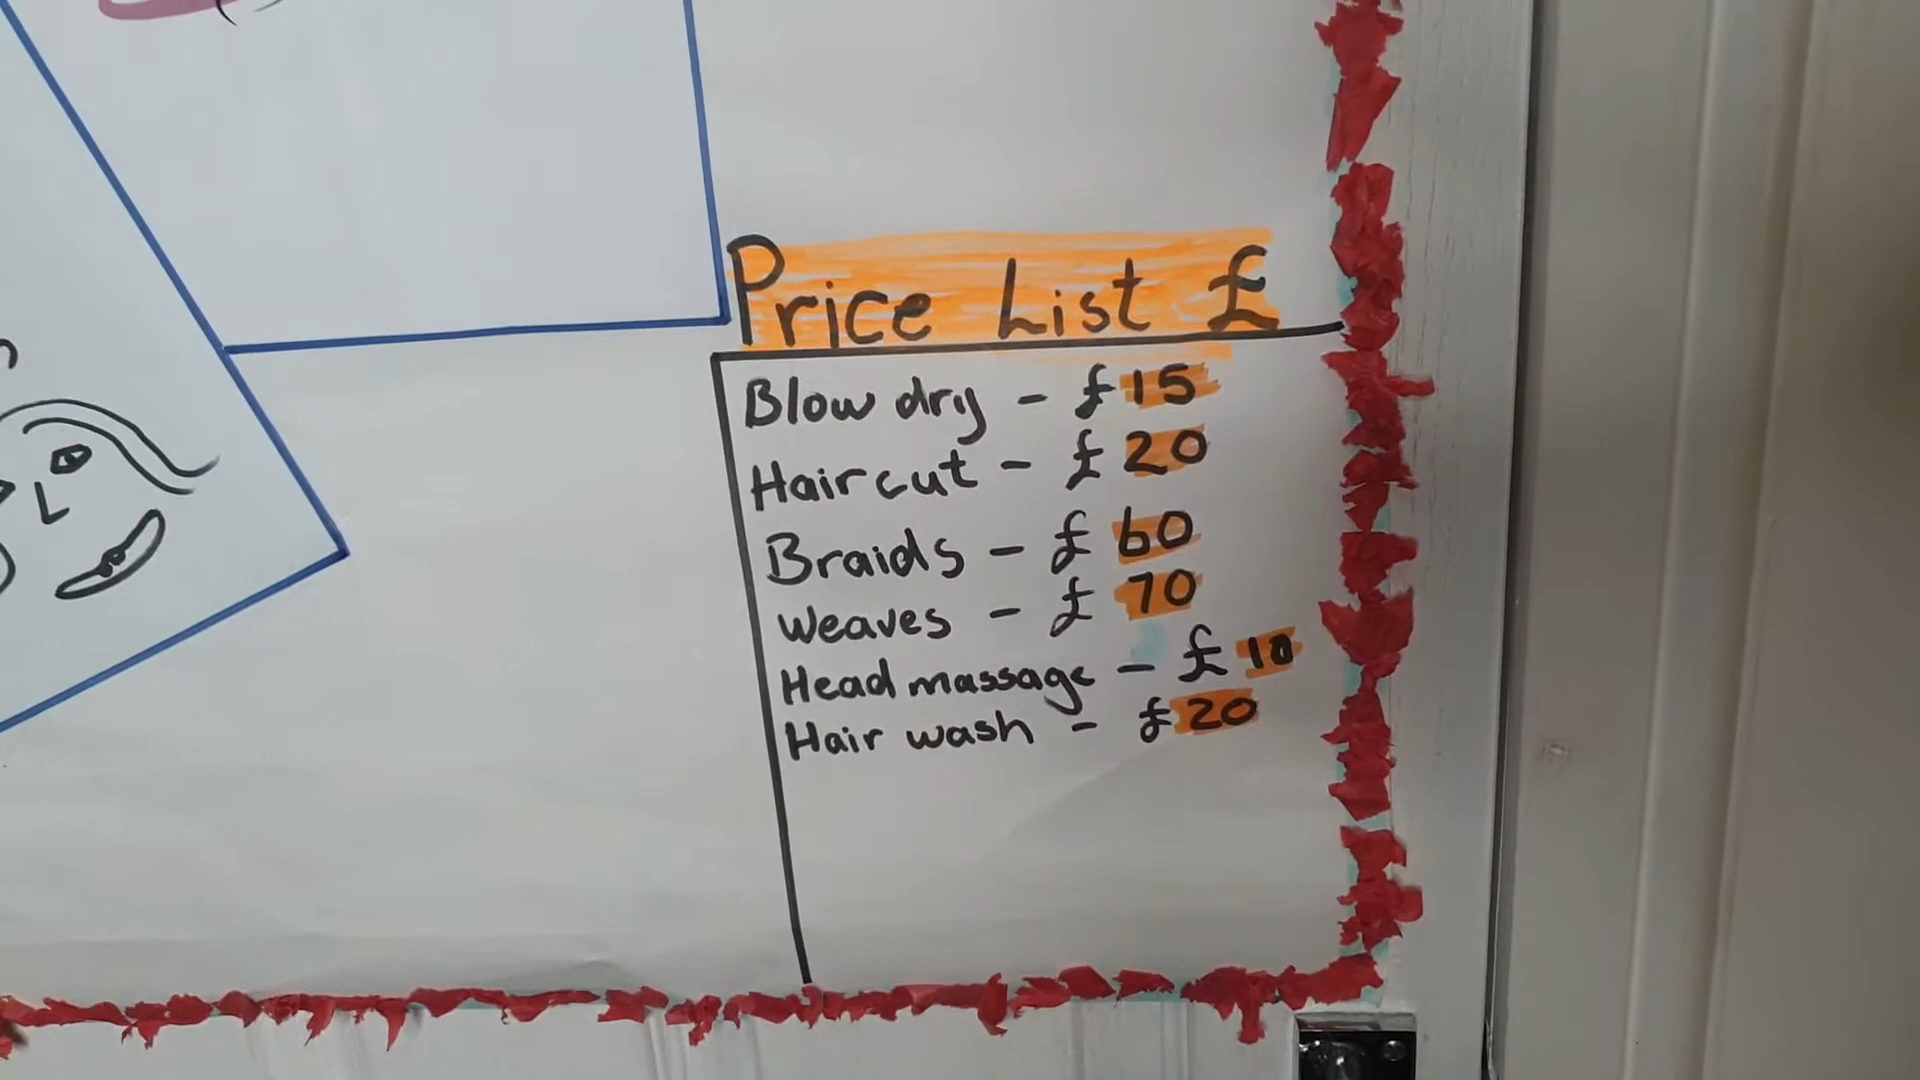 Price List £
Blow dry - £15
Haircut - £20
Braids - £60
Weaves - £70
Head massage - £10
Hair wash - £20